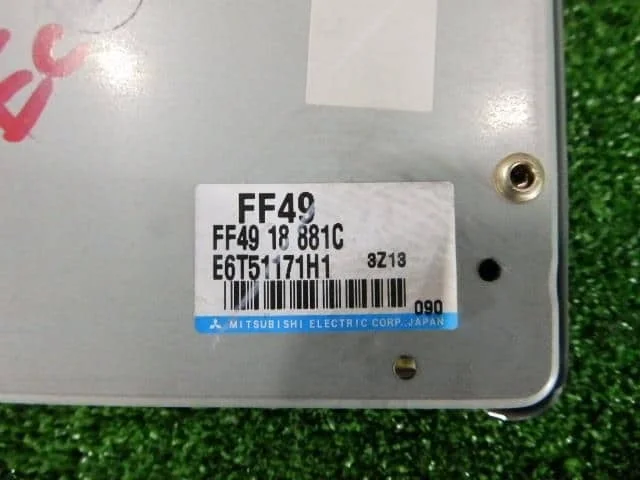 FF49
FF49 18 881C
E6T51171H1 3Z13
090
MITSUBISHI ELECTRIC CORP. JAPAN